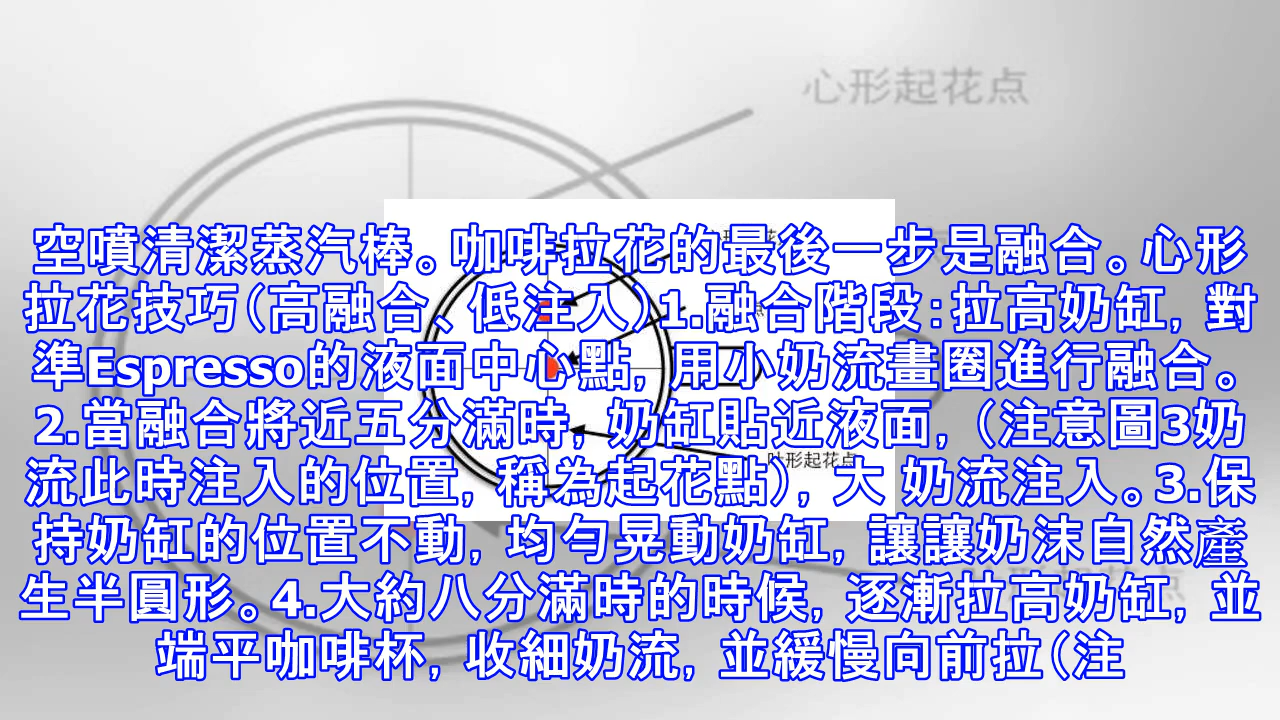 心形起花点
空噴清潔蒸汽棒。咖啡拉花的最後一步是融合。心形
拉花技巧（高融合、低注入）1.融合階段：拉高奶缸，對
準Espresso的液面中心點，用小奶流畫圈進行融合。
2.當融合將近五分滿時，奶缸貼近液面，（注意圖3奶
叶形起花点
流此時注入的位置，稱為起花點），大 奶流注入。3.保
持奶缸的位置不動，均勻晃動奶缸，讓讓奶沫自然產
生半圓形。4.大約八分滿時的時候，逐漸拉高奶缸，並
端平咖啡杯，收細奶流，並緩慢向前拉（注